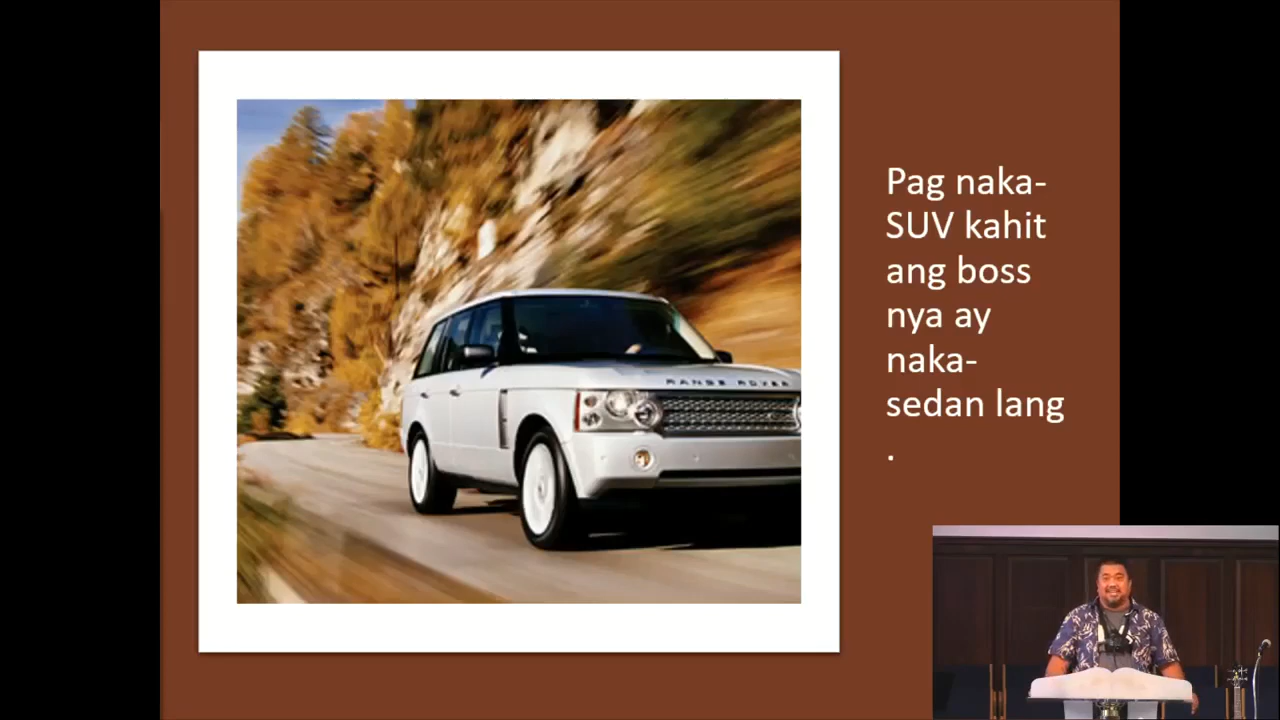 Pag naka-
SUV kahit
ang boss
nya ay
naka-
sedan lang
.
RANGE ROVER